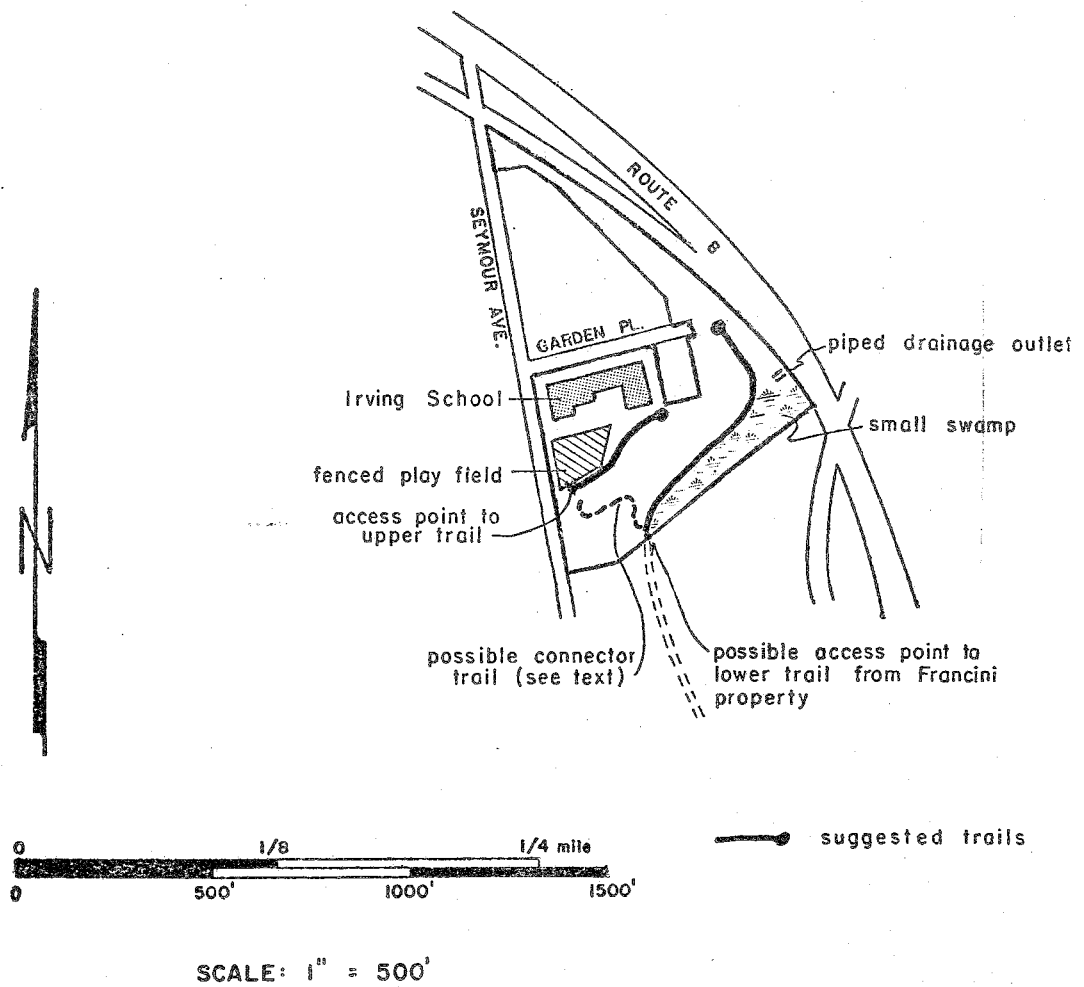 ROUTE 8
SEYMOUR AVE.
GARDEN PL.
piped drainage outlet
Irving School
small swamp
fenced play field
access point to
upper trail
N
possible connector
trail (see text)
possible access point to
lower trail from Francini
property
suggested trails
0 1/8 1/4 mile
0 500' 1000' 1500'
SCALE: 1" = 500'